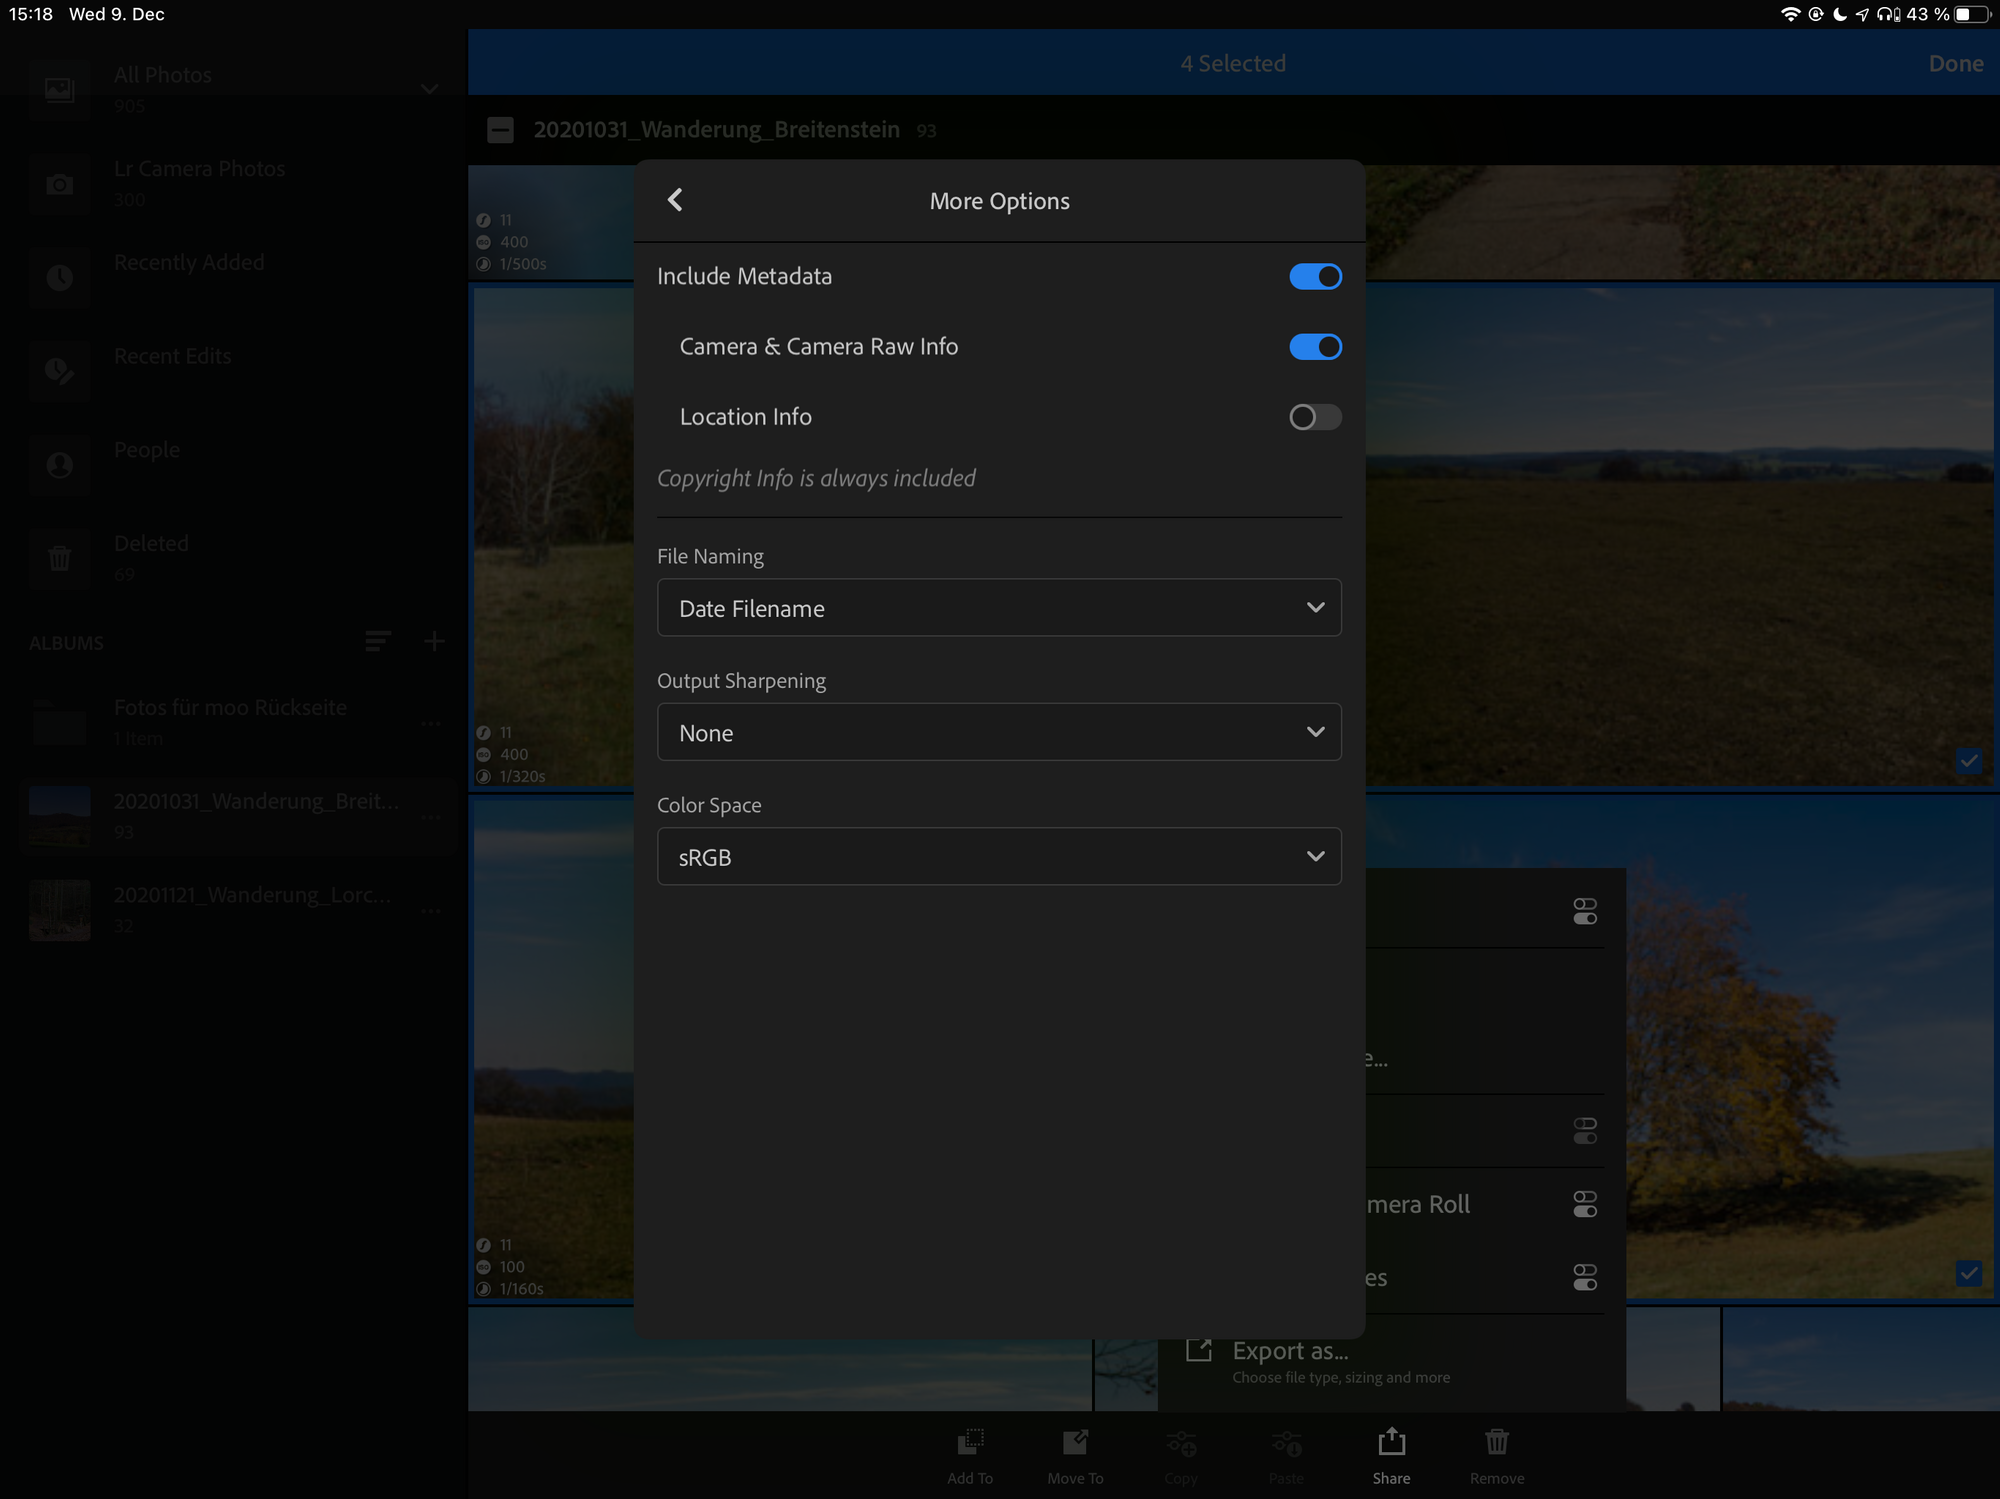 15:18 Wed 9. Dec
43 %
All Photos
905
Lr Camera Photos
300
Recently Added
Recent Edits
People
Deleted
69
ALBUMS
Fotos für moo Rückseite
1 Item
20201031_Wanderung_Breit...
93
20201121_Wanderung_Lorc...
32
4 Selected
Done
20201031_Wanderung_Breitenstein 93
11
400
1/500s
11
400
1/320s
11
100
1/160s
More Options
Include Metadata
Camera & Camera Raw Info
Location Info
Copyright Info is always included
File Naming
Date Filename
Output Sharpening
None
Color Space
sRGB
e...
mera Roll
es
Export as...
Choose file type, sizing and more
Add To
Move To
Copy
Paste
Share
Remove